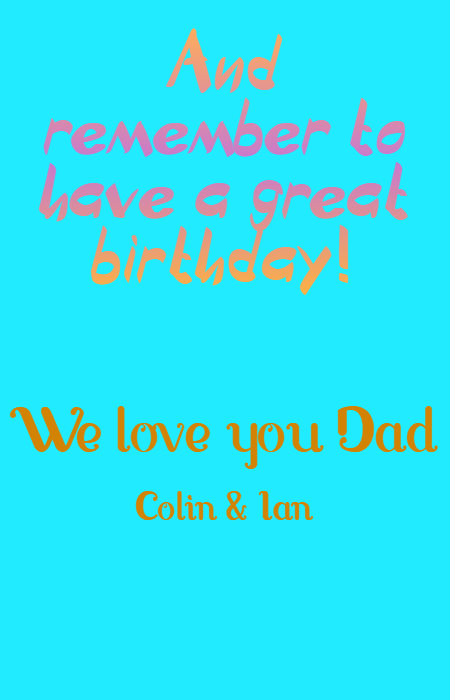 And
remember to
have a great
birthday!
We love you Dad
Colin & Ian